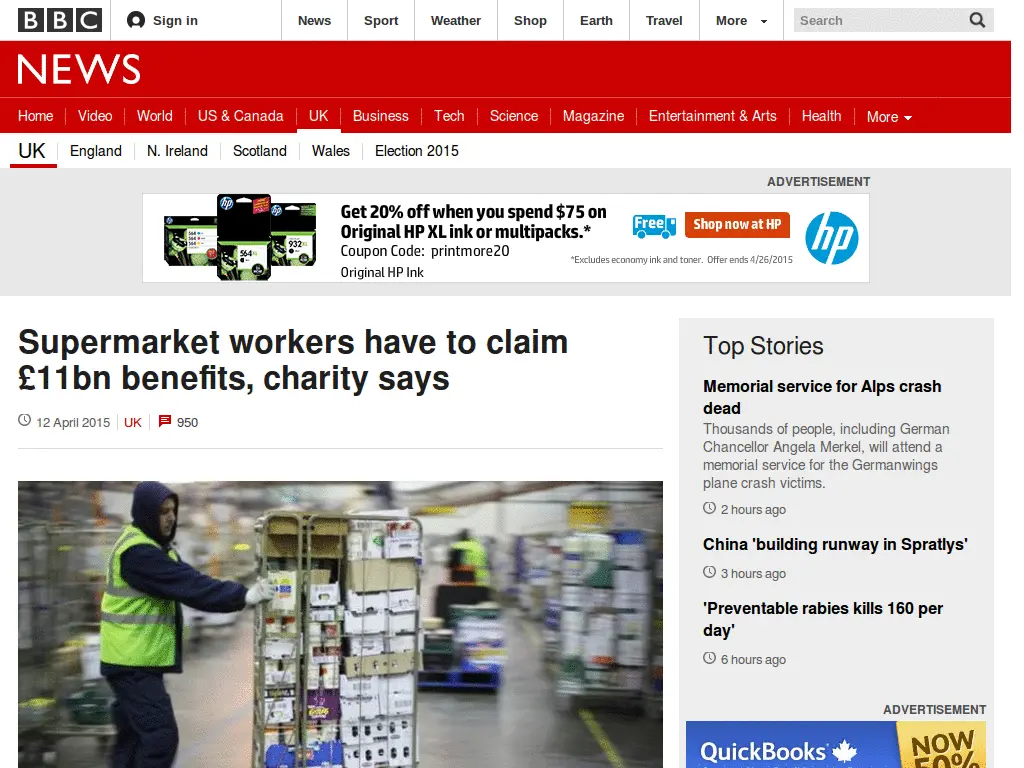 BBC
Sign in
News
Sport
Weather
Shop
Earth
Travel
More
Search
NEWS
Home
Video
World
US & Canada
UK
Business
Tech
Science
Magazine
Entertainment & Arts
Health
More
UK
England
N. Ireland
Scotland
Wales
Election 2015
ADVERTISEMENT
Get 20% off when you spend $75 on
Original HP XL ink or multipacks.*
Coupon Code: printmore20
Original HP Ink
Free
Shop now at HP
*Excludes economy ink and toner. Offer ends 4/26/2015
hp
564
564XL
932XL
Supermarket workers have to claim
£11bn benefits, charity says
12 April 2015
UK
950
Top Stories
Memorial service for Alps crash
dead
Thousands of people, including German
Chancellor Angela Merkel, will attend a
memorial service for the Germanwings
plane crash victims.
2 hours ago
China 'building runway in Spratlys'
3 hours ago
'Preventable rabies kills 160 per
day'
6 hours ago
ADVERTISEMENT
QuickBooks
NOW
50%